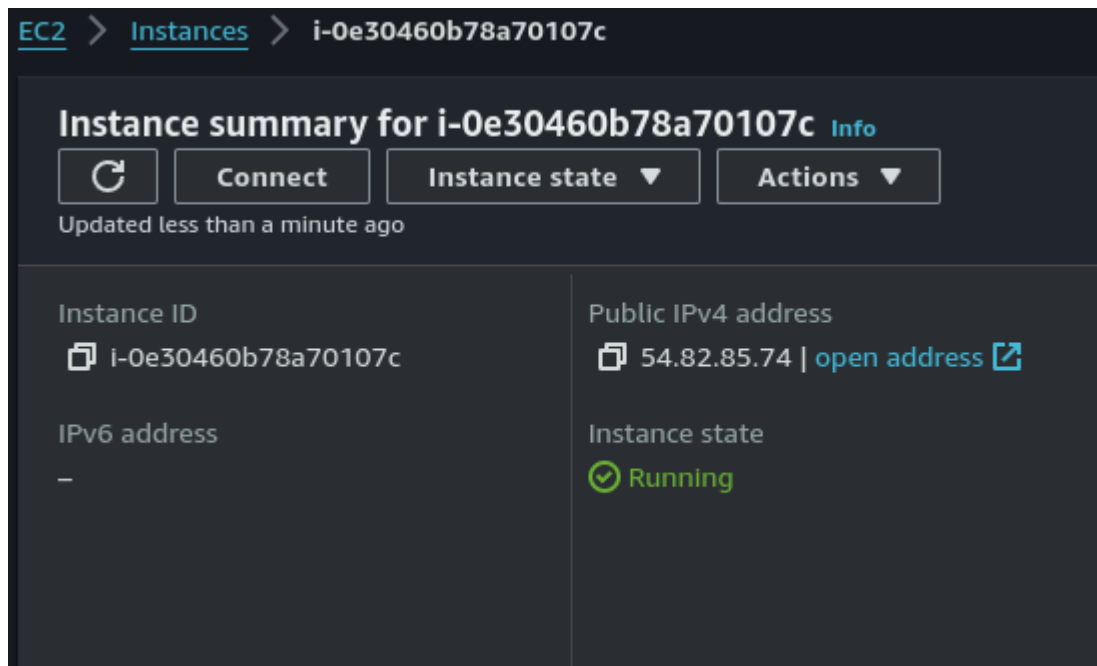 EC2 > Instances > i-0e30460b78a70107c
Instance summary for i-0e30460b78a70107c Info
Connect Instance state ▼ Actions ▼
Updated less than a minute ago
Instance ID
i-0e30460b78a70107c
Public IPv4 address
54.82.85.74 | open address
IPv6 address
–
Instance state
Running